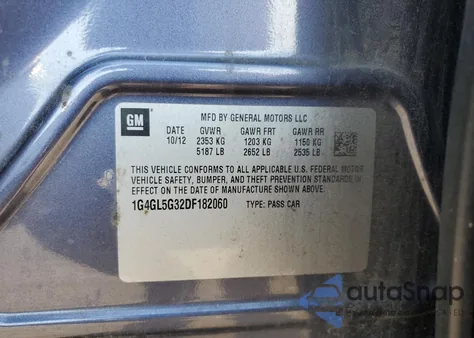 GM
MFD BY GENERAL MOTORS LLC
DATE GVWR GAWR FRT GAWR RR
10/12 2353 KG 1203 KG 1150 KG
5187 LB 2652 LB 2535 LB
THIS VEHICLE CONFORMS TO ALL APPLICABLE U.S. FEDERAL MOTOR
VEHICLE SAFETY, BUMPER, AND THEFT PREVENTION STANDARDS IN
EFFECT ON THE DATE OF MANUFACTURE SHOWN ABOVE.
1G4GL5G32DF182060 TYPE: PASS CAR
autoSnap